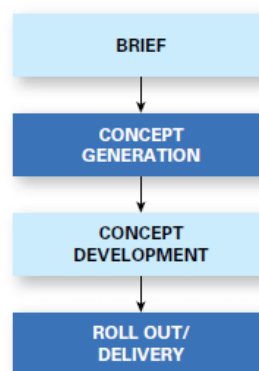 BRIEF
CONCEPT
GENERATION
CONCEPT
DEVELOPMENT
ROLL OUT/
DELIVERY